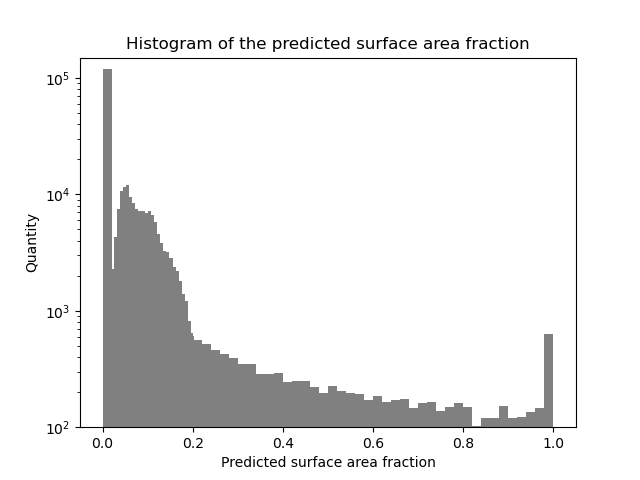 Histogram of the predicted surface area fraction
Quantity
10^5
10^4
10^3
10^2
0.0 0.2 0.4 0.6 0.8 1.0
Predicted surface area fraction